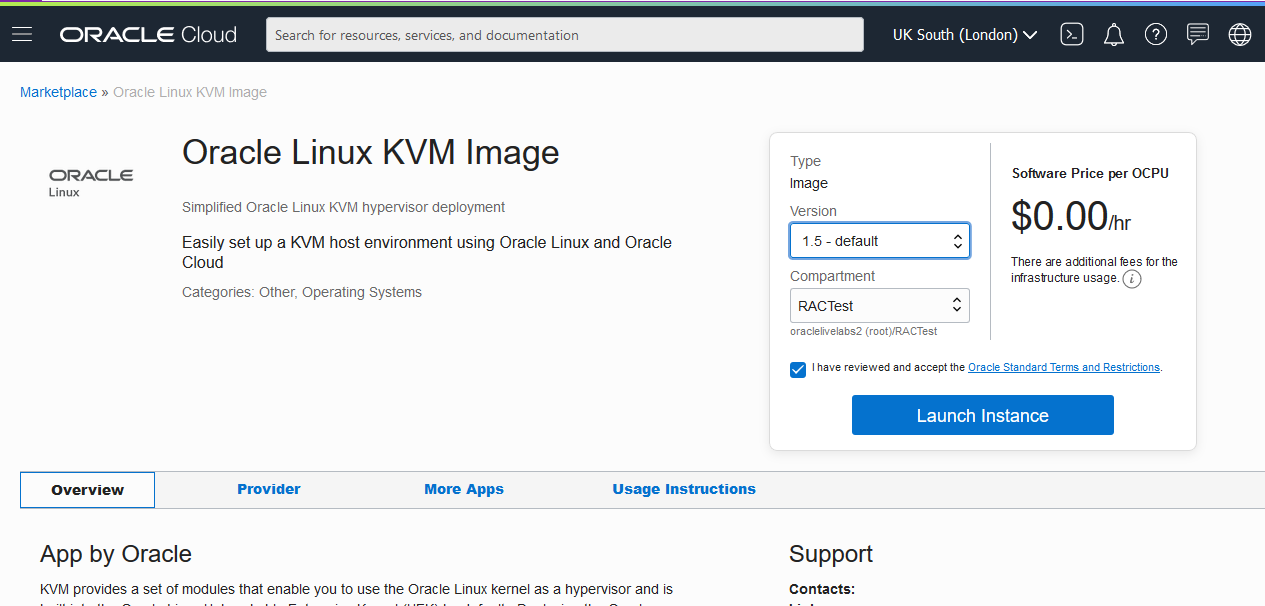 ORACLE Cloud
Search for resources, services, and documentation
UK South (London)
Marketplace » Oracle Linux KVM Image
ORACLE
Linux
Oracle Linux KVM Image
Simplified Oracle Linux KVM hypervisor deployment
Easily set up a KVM host environment using Oracle Linux and Oracle
Cloud
Categories: Other, Operating Systems
Type
Image
Version
1.5 - default
Compartment
RACTest
oraclelivelabs2 (root)/RACTest
Software Price per OCPU
$0.00/hr
There are additional fees for the
infrastructure usage.
I have reviewed and accept the Oracle Standard Terms and Restrictions.
Launch Instance
Overview
Provider
More Apps
Usage Instructions
App by Oracle
KVM provides a set of modules that enable you to use the Oracle Linux kernel as a hypervisor and is
Support
Contacts: